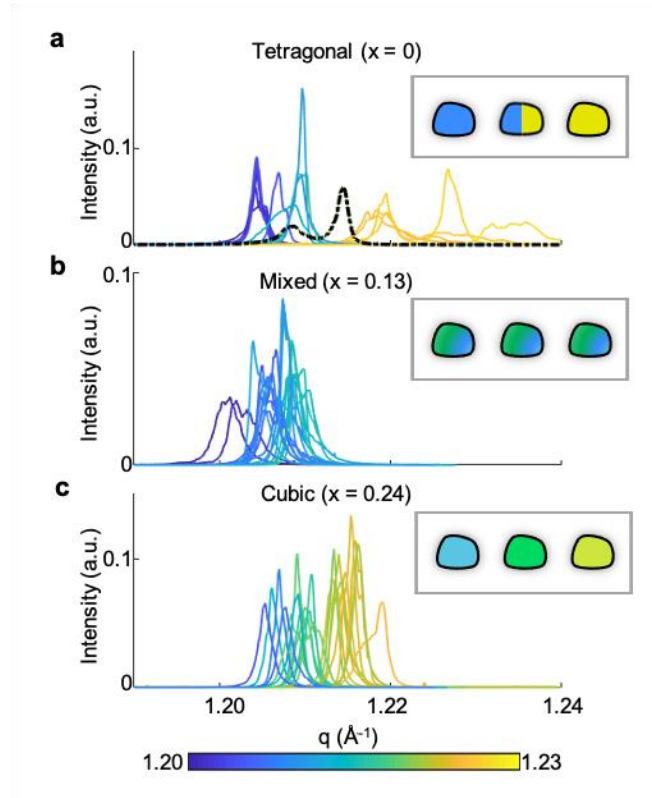 a
Tetragonal (x = 0)
Intensity (a.u.)
0.1
0
b
Mixed (x = 0.13)
Intensity (a.u.)
0.1
0
c
Cubic (x = 0.24)
Intensity (a.u.)
0.1
0
1.20 1.22 1.24
q (Å⁻¹)
1.20 1.23